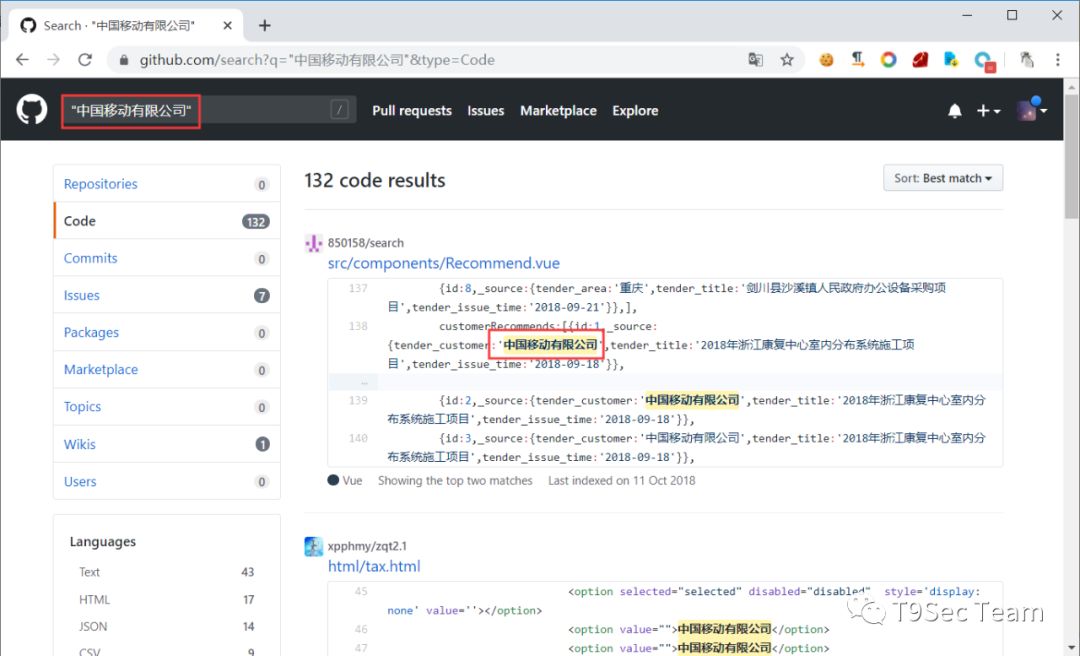 Search · "中国移动有限公司"
github.com/search?q="中国移动有限公司"&type=Code
"中国移动有限公司"
/
Pull requests Issues Marketplace Explore
Repositories 0
Code 132
Commits 0
Issues 7
Packages 0
Marketplace 0
Topics 0
Wikis 1
Users 0
Languages
Text 43
HTML 17
JSON 14
CSV 9
132 code results
Sort: Best match
850158/search
src/components/Recommend.vue
137 {id:8,_source:{tender_area:'重庆',tender_title:'剑川县沙溪镇人民政府办公设备采购项
目',tender_issue_time:'2018-09-21'}},],
138 customerRecommends:[{id:1,_source:
{tender_customer:'中国移动有限公司',tender_title:'2018年浙江康复中心室内分布系统施工项
目',tender_issue_time:'2018-09-18'}},
…
139 {id:2,_source:{tender_customer:'中国移动有限公司',tender_title:'2018年浙江康复中心室内分
布系统施工项目',tender_issue_time:'2018-09-18'}},
140 {id:3,_source:{tender_customer:'中国移动有限公司',tender_title:'2018年浙江康复中心室内分
布系统施工项目',tender_issue_time:'2018-09-18'}},
Vue Showing the top two matches Last indexed on 11 Oct 2018
xpphmy/zqt2.1
html/tax.html
45 <option selected="selected" disabled="disabled" style='display:
none' value=''></option>
46 <option value="">中国移动有限公司</option>
47 <option value="">中国移动有限公司</option>
T9Sec Team